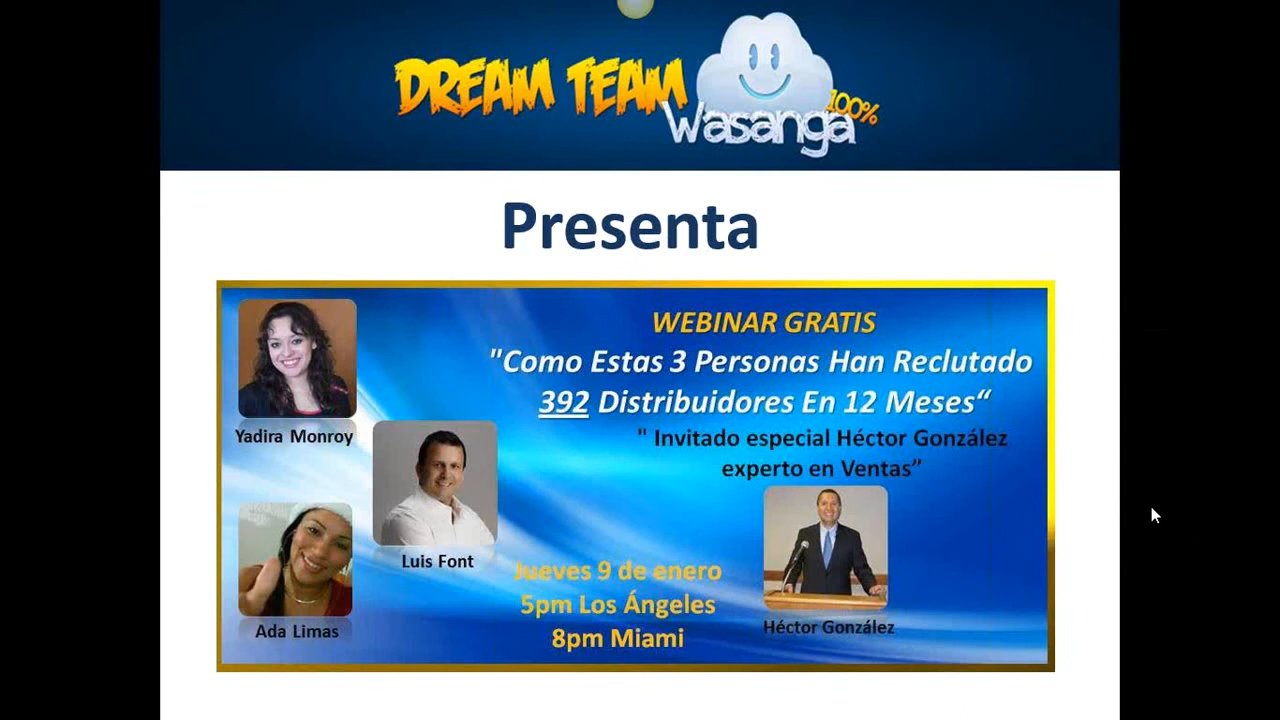 DREAM TEAM
Wasanga 100%
Presenta
WEBINAR GRATIS
"Como Estas 3 Personas Han Reclutado
392 Distribuidores En 12 Meses“
" Invitado especial Héctor González
experto en Ventas”
Yadira Monroy
Luis Font
Ada Limas
Jueves 9 de enero
5pm Los Ángeles
8pm Miami
Héctor González